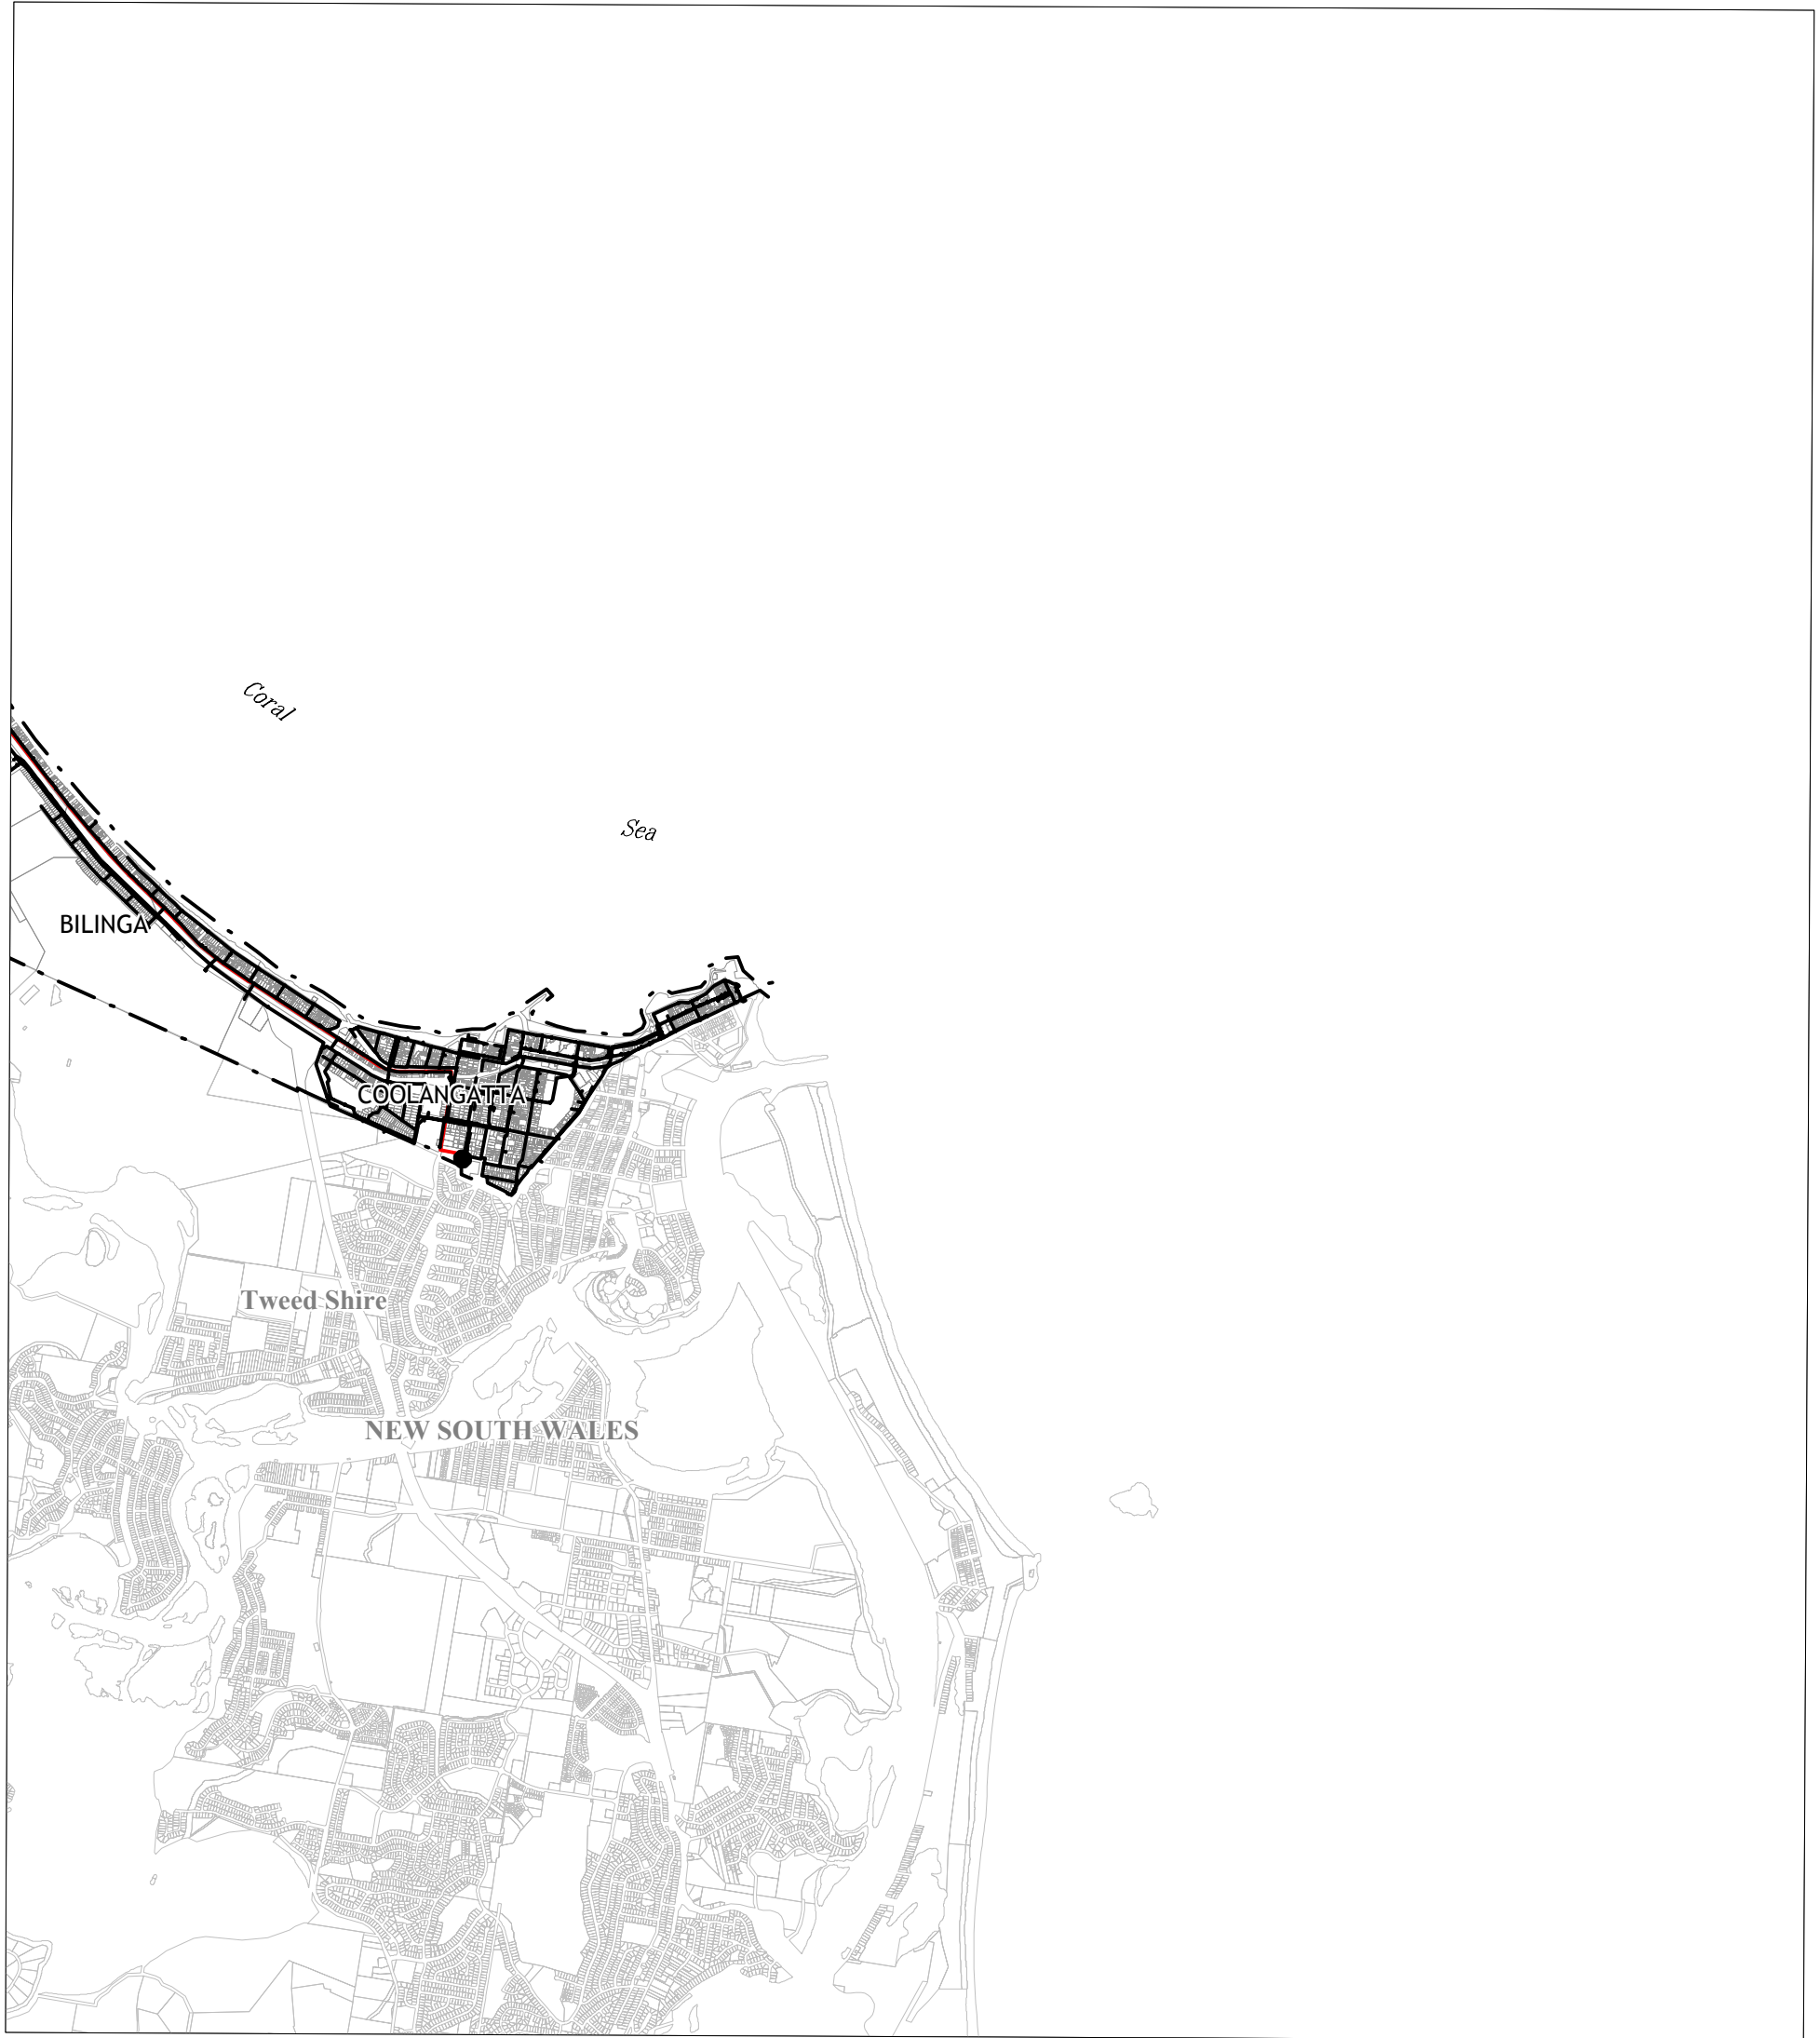 Coral
Sea
BILINGA
COOLANGATTA
Tweed Shire
NEW SOUTH WALES